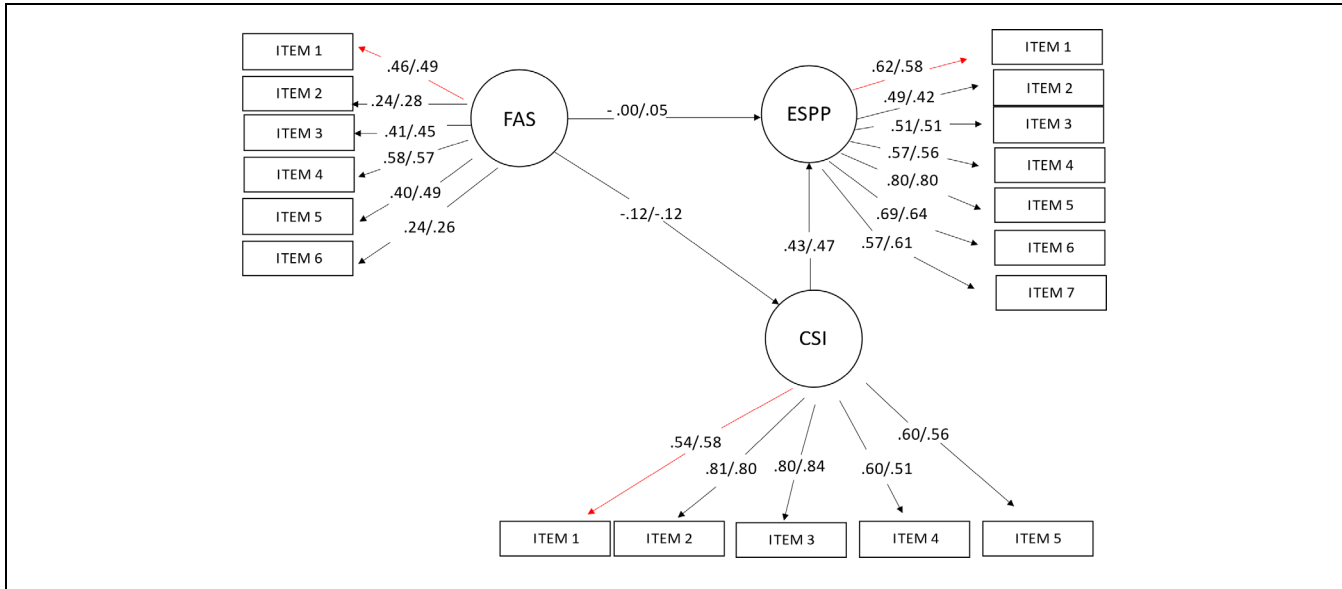 ITEM 1
ITEM 2
ITEM 3
ITEM 4
ITEM 5
ITEM 6
.46/.49
.24/.28
.41/.45
.58/.57
.40/.49
.24/.26
FAS
- .00/.05
-.12/-.12
ESPP
.43/.47
.62/.58
.49/.42
.51/.51
.57/.56
.80/.80
.69/.64
.57/.61
ITEM 1
ITEM 2
ITEM 3
ITEM 4
ITEM 5
ITEM 6
ITEM 7
CSI
.54/.58
.81/.80
.80/.84
.60/.51
.60/.56
ITEM 1
ITEM 2
ITEM 3
ITEM 4
ITEM 5